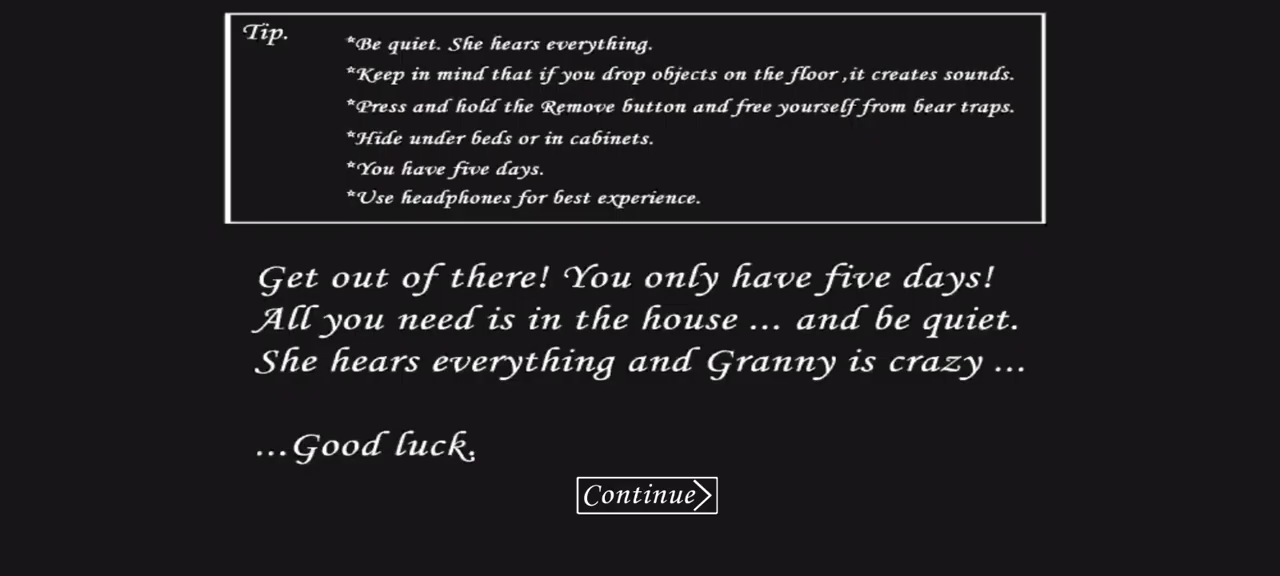 Tip.
*Be quiet. She hears everything.
*Keep in mind that if you drop objects on the floor ,it creates sounds.
*Press and hold the Remove button and free yourself from bear traps.
*Hide under beds or in cabinets.
*You have five days.
*Use headphones for best experience.
Get out of there! You only have five days!
All you need is in the house ... and be quiet.
She hears everything and Granny is crazy ...
...Good luck.
Continue